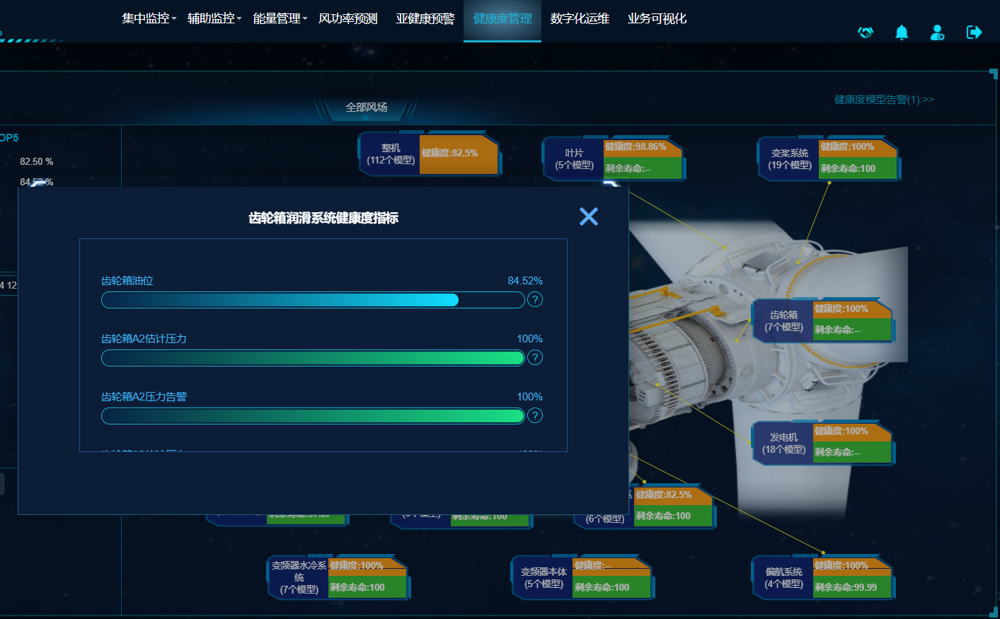 集中监控 辅助监控 能量管理 风功率预测 亚健康预警 健康度管理 数字化运维 业务可视化
健康度模型告警(1):>>
全部风场
OP5
82.50 %
84.52 %
4 12:
整机
(112个模型)
健康度:82.5%
叶片
(5个模型)
健康度:98.86%
剩余寿命:--
变桨系统
(19个模型)
健康度:100%
剩余寿命:100
齿轮箱润滑系统健康度指标
齿轮箱油位 84.52%
?
齿轮箱A2估计压力 100%
?
齿轮箱A2压力告警 100%
?
齿轮箱
(7个模型)
健康度:100%
剩余寿命:--
发电机
(18个模型)
健康度:100%
剩余寿命:--
剩余寿命:100
系
(6个模型)
健康度:82.5%
剩余寿命:100
变频器水冷系
统
(7个模型)
健康度:100%
剩余寿命:100
变频器本体
(5个模型)
健康度:--
剩余寿命:100
偏航系统
(4个模型)
健康度:100%
剩余寿命:99.99